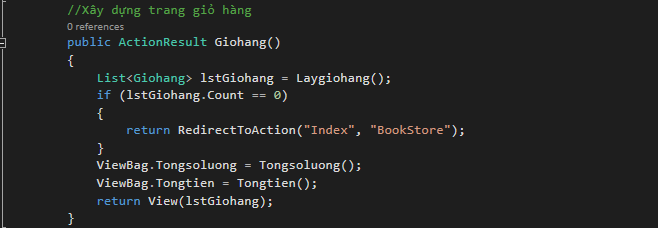 //Xây dựng trang giỏ hàng
0 references
public ActionResult Giohang()
{
List<Giohang> lstGiohang = Laygiohang();
if (lstGiohang.Count == 0)
{
return RedirectToAction("Index", "BookStore");
}
ViewBag.Tongsoluong = Tongsoluong();
ViewBag.Tongtien = Tongtien();
return View(lstGiohang);
}